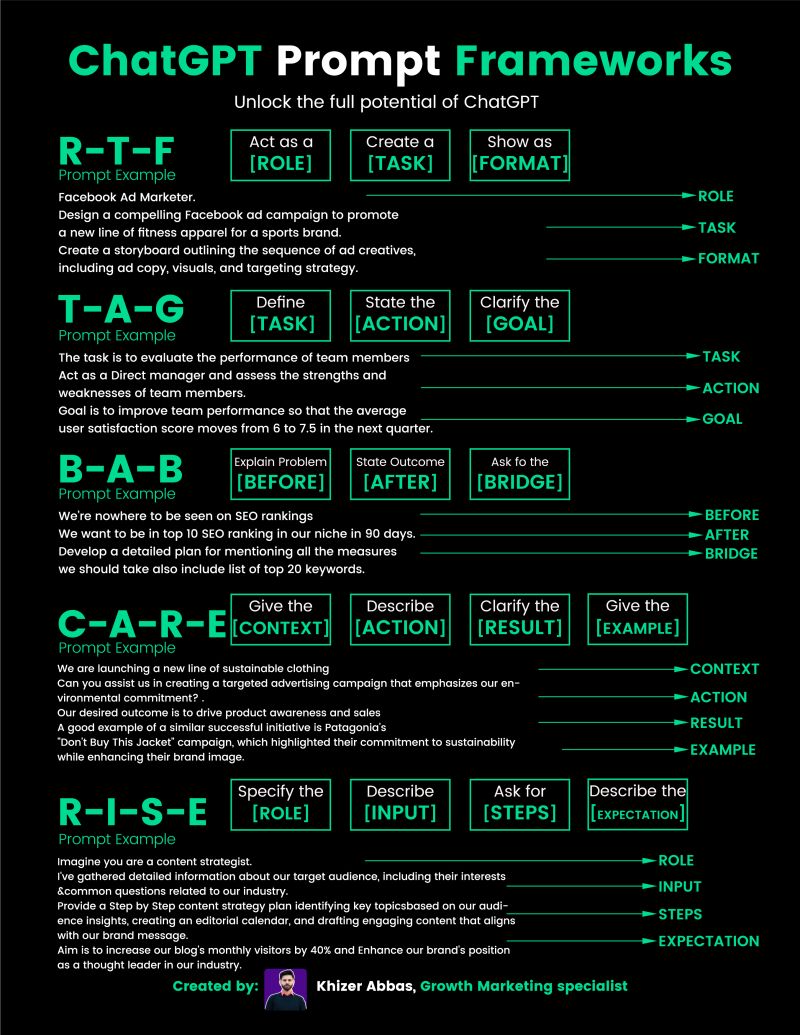 ChatGPT Prompt Frameworks
Unlock the full potential of ChatGPT
R-T-F
Prompt Example
Act as a
[ROLE]
Create a
[TASK]
Show as
[FORMAT]
Facebook Ad Marketer.
ROLE
Design a compelling Facebook ad campaign to promote
a new line of fitness apparel for a sports brand.
TASK
Create a storyboard outlining the sequence of ad creatives,
including ad copy, visuals, and targeting strategy.
FORMAT
T-A-G
Prompt Example
Define
[TASK]
State the
[ACTION]
Clarify the
[GOAL]
The task is to evaluate the performance of team members
TASK
Act as a Direct manager and assess the strengths and
weaknesses of team members.
ACTION
Goal is to improve team performance so that the average
user satisfaction score moves from 6 to 7.5 in the next quarter.
GOAL
B-A-B
Prompt Example
Explain Problem
[BEFORE]
State Outcome
[AFTER]
Ask fo the
[BRIDGE]
We're nowhere to be seen on SEO rankings
BEFORE
We want to be in top 10 SEO ranking in our niche in 90 days.
AFTER
Develop a detailed plan for mentioning all the measures
we should take also include list of top 20 keywords.
BRIDGE
C-A-R-E
Prompt Example
Give the
[CONTEXT]
Describe
[ACTION]
Clarify the
[RESULT]
Give the
[EXAMPLE]
We are launching a new line of sustainable clothing
CONTEXT
Can you assist us in creating a targeted advertising campaign that emphasizes our en-
vironmental commitment? .
ACTION
Our desired outcome is to drive product awareness and sales
RESULT
A good example of a similar successful initiative is Patagonia's
"Don't Buy This Jacket" campaign, which highlighted their commitment to sustainability
while enhancing their brand image.
EXAMPLE
R-I-S-E
Prompt Example
Specify the
[ROLE]
Describe
[INPUT]
Ask for
[STEPS]
Describe the
[EXPECTATION]
Imagine you are a content strategist.
ROLE
I've gathered detailed information about our target audience, including their interests
&common questions related to our industry.
INPUT
Provide a Step by Step content strategy plan identifying key topicsbased on our audi-
ence insights, creating an editorial calendar, and drafting engaging content that aligns
with our brand message.
STEPS
Aim is to increase our blog's monthly visitors by 40% and Enhance our brand's position
as a thought leader in our industry.
EXPECTATION
Created by: Khizer Abbas, Growth Marketing specialist